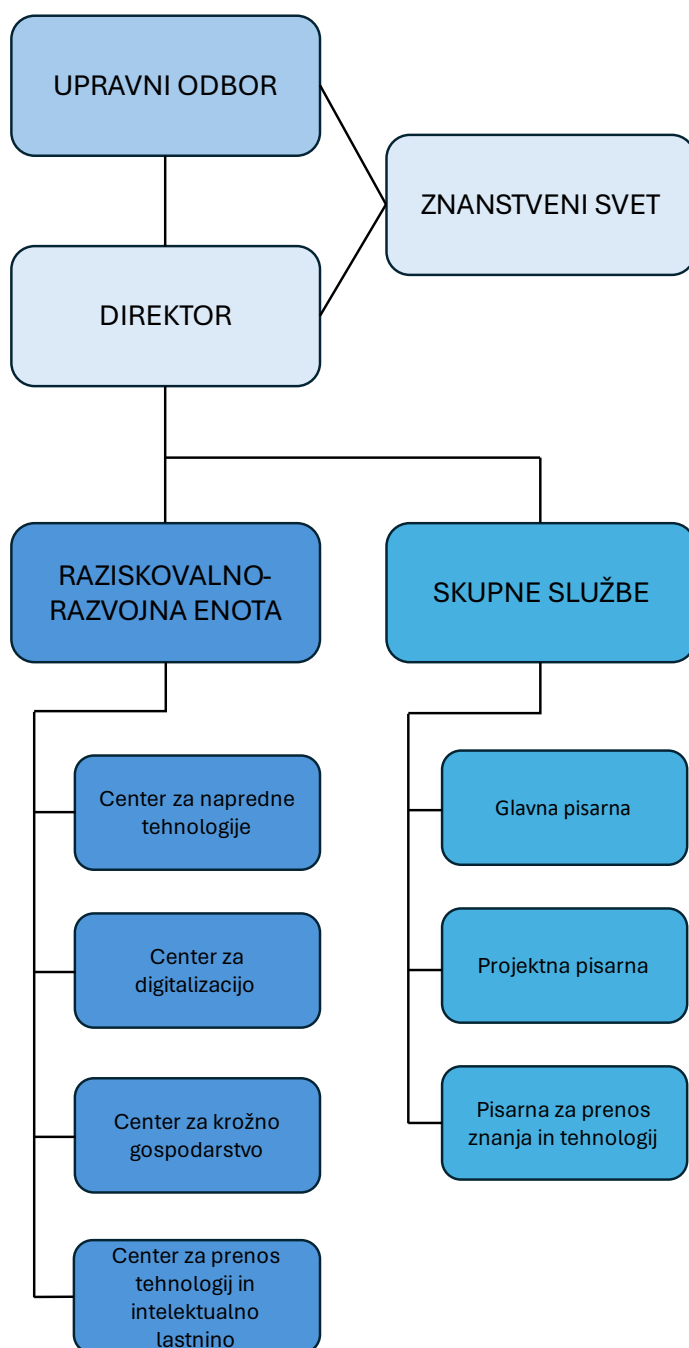 UPRAVNI ODBOR
ZNANSTVENI SVET
DIREKTOR
RAZISKOVALNO-
RAZVOJNA ENOTA
SKUPNE SLUŽBE
Center za napredne
tehnologije
Center za
digitalizacijo
Center za krožno
gospodarstvo
Center za prenos
tehnologij in
intelektualno
lastnino
Glavna pisarna
Projektna pisarna
Pisarna za prenos
znanja in tehnologij